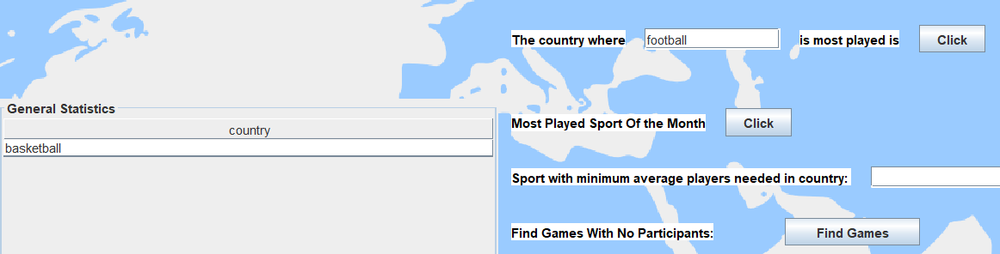 The country where football is most played is Click
General Statistics
country
basketball
Most Played Sport Of the Month Click
Sport with minimum average players needed in country:
Find Games With No Participants: Find Games